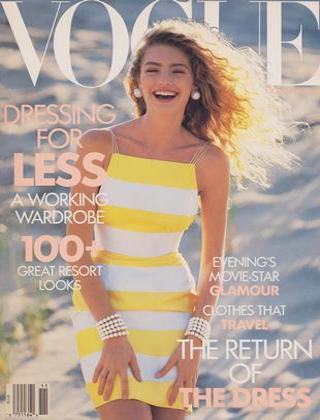 VOGUE
DRESSING
FOR
LESS
A WORKING
WARDROBE
100+
GREAT RESORT
LOOKS
EVENING'S
MOVIE-STAR
GLAMOUR
CLOTHES THAT
TRAVEL
THE RETURN
OF
THE DRESS